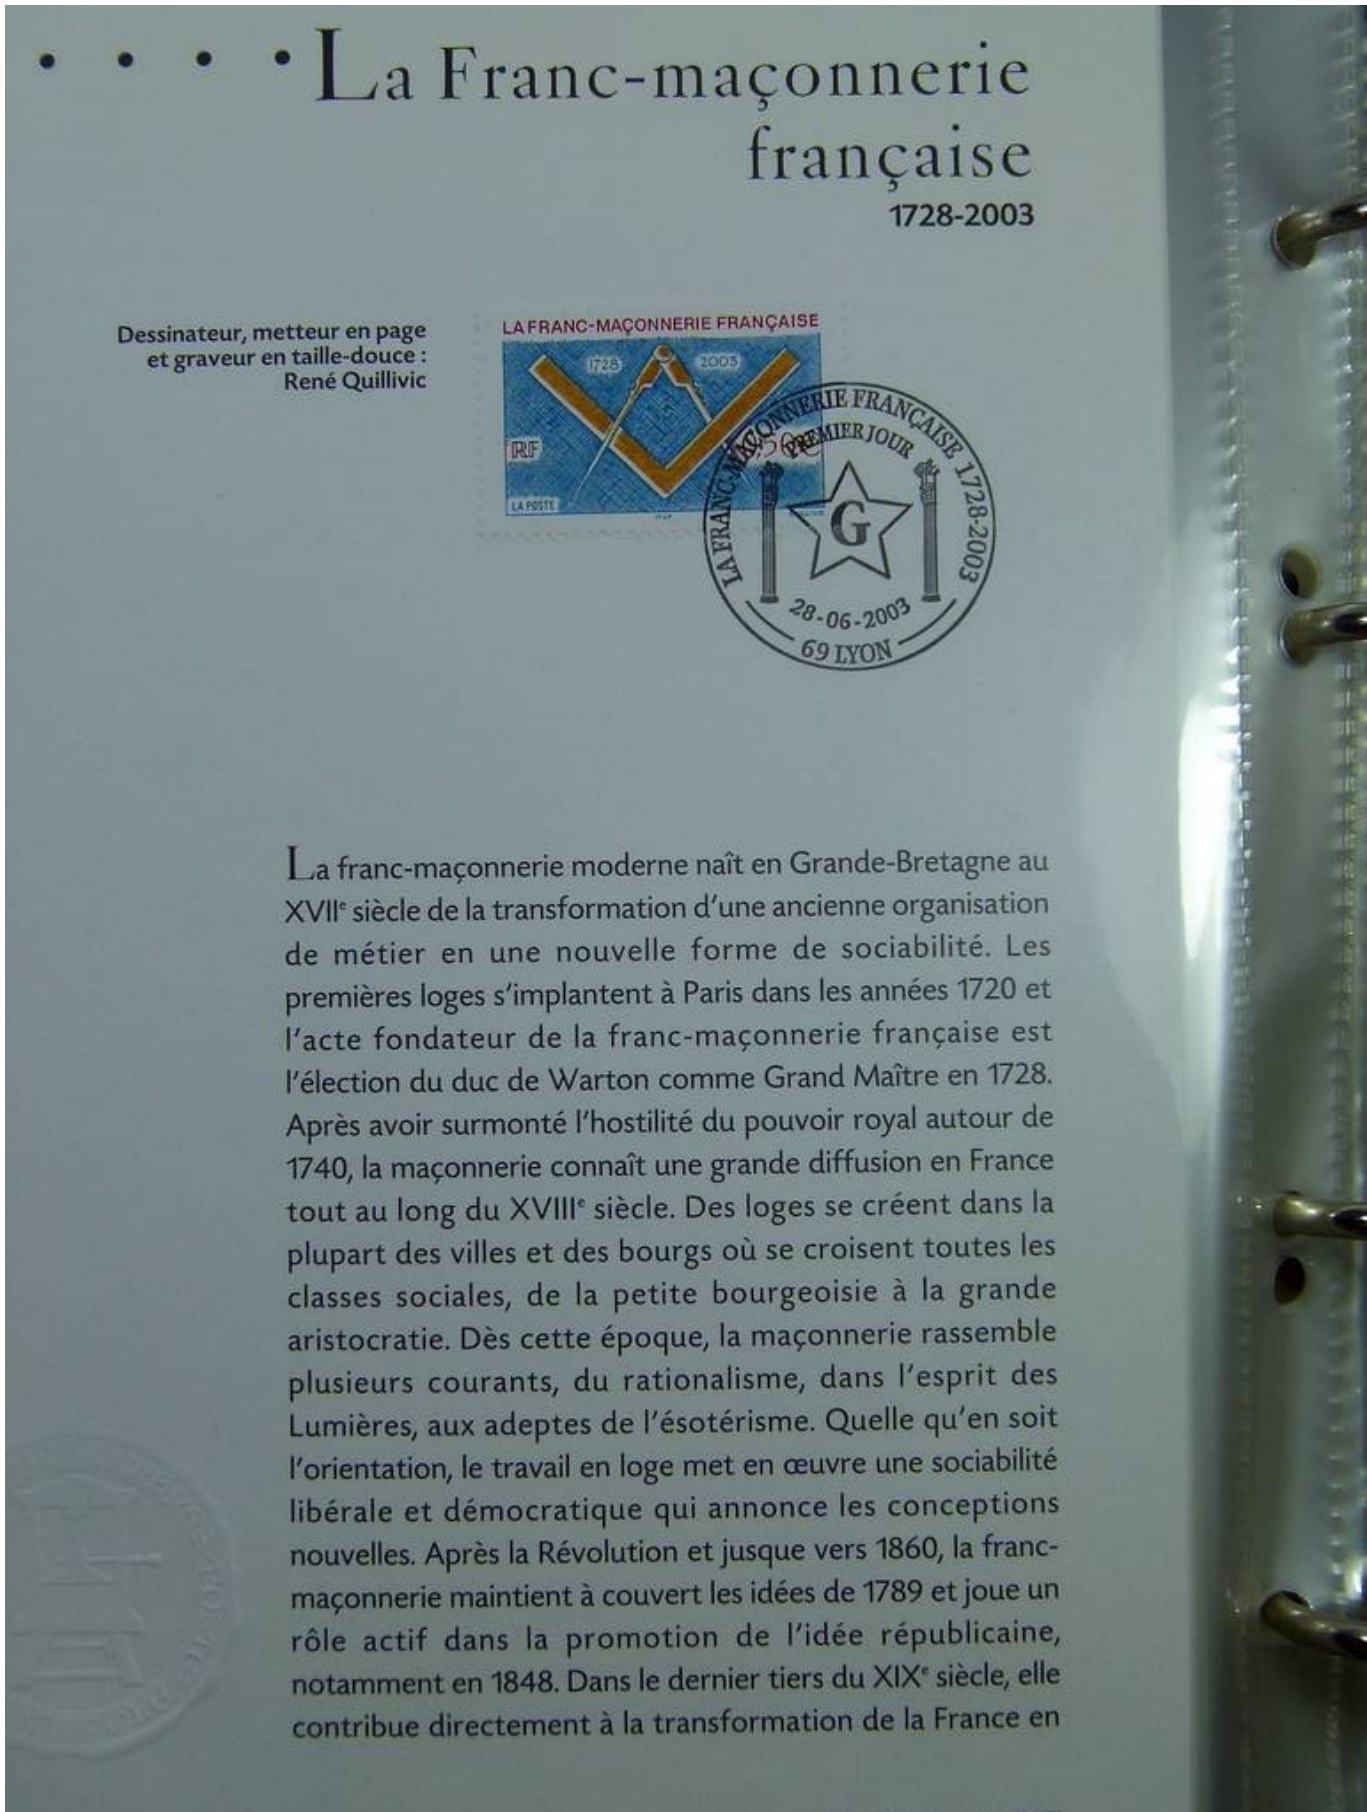 La Franc-maçonnerie
française
1728-2003
Dessinateur, metteur en page
et graveur en taille-douce :
René Quillivic
LA FRANC-MAÇONNERIE FRANÇAISE
1728 2003
RF
LA POSTE
LA FRANC-MAÇONNERIE FRANÇAISE 1728-2003
PREMIER JOUR
G
28-06-2003
69 LYON
La franc-maçonnerie moderne naît en Grande-Bretagne au
XVIIe siècle de la transformation d'une ancienne organisation
de métier en une nouvelle forme de sociabilité. Les
premières loges s'implantent à Paris dans les années 1720 et
l'acte fondateur de la franc-maçonnerie française est
l'élection du duc de Warton comme Grand Maître en 1728.
Après avoir surmonté l'hostilité du pouvoir royal autour de
1740, la maçonnerie connaît une grande diffusion en France
tout au long du XVIIIe siècle. Des loges se créent dans la
plupart des villes et des bourgs où se croisent toutes les
classes sociales, de la petite bourgeoisie à la grande
aristocratie. Dès cette époque, la maçonnerie rassemble
plusieurs courants, du rationalisme, dans l'esprit des
Lumières, aux adeptes de l'ésotérisme. Quelle qu'en soit
l'orientation, le travail en loge met en œuvre une sociabilité
libérale et démocratique qui annonce les conceptions
nouvelles. Après la Révolution et jusque vers 1860, la franc-
maçonnerie maintient à couvert les idées de 1789 et joue un
rôle actif dans la promotion de l'idée républicaine,
notamment en 1848. Dans le dernier tiers du XIXe siècle, elle
contribue directement à la transformation de la France en